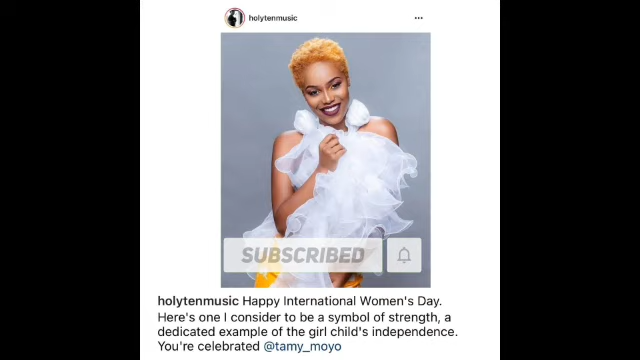 holytenmusic
SUBSCRIBED
holytenmusic Happy International Women's Day.
Here's one I consider to be a symbol of strength, a
dedicated example of the girl child's independence.
You're celebrated @tamy_moyo